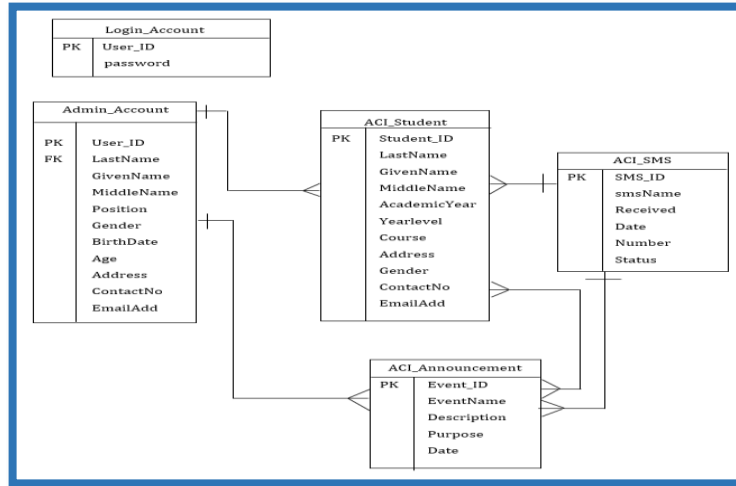 Login_Account
PK User_ID
password
Admin_Account
PK User_ID
FK LastName
GivenName
MiddleName
Position
Gender
BirthDate
Age
Address
ContactNo
EmailAdd
ACI_Student
PK Student_ID
LastName
GivenName
MiddleName
AcademicYear
Yearlevel
Course
Address
Gender
ContactNo
EmailAdd
ACI_SMS
PK SMS_ID
smsName
Received
Date
Number
Status
ACI_Announcement
PK Event_ID
EventName
Description
Purpose
Date